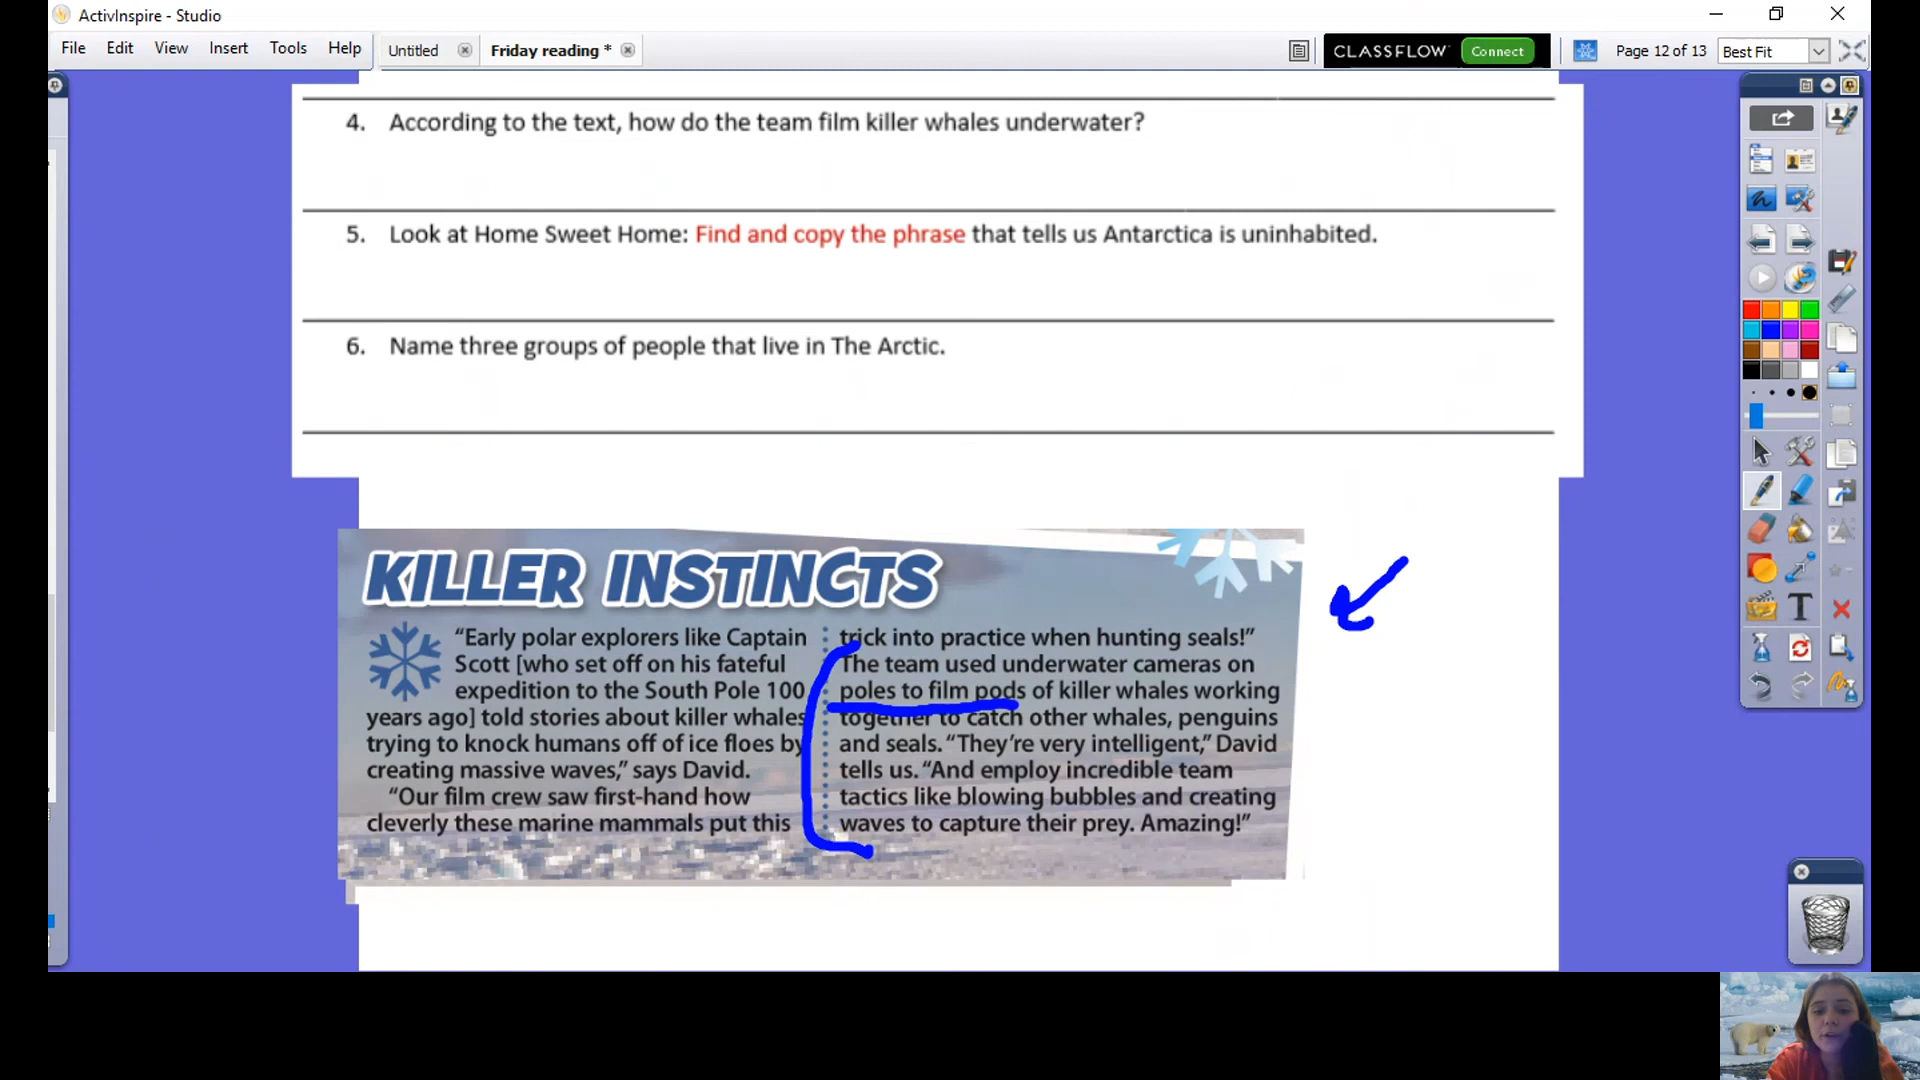 ActivInspire - Studio
File Edit View Insert Tools Help
Untitled
Friday reading *
CLASSFLOW Connect
Page 12 of 13
Best Fit
4. According to the text, how do the team film killer whales underwater?
5. Look at Home Sweet Home: Find and copy the phrase that tells us Antarctica is uninhabited.
6. Name three groups of people that live in The Arctic.
KILLER INSTINCTS
“Early polar explorers like Captain
Scott [who set off on his fateful
expedition to the South Pole 100
years ago] told stories about killer whales
trying to knock humans off of ice floes by
creating massive waves,” says David.
“Our film crew saw first-hand how
cleverly these marine mammals put this
trick into practice when hunting seals!”
The team used underwater cameras on
poles to film pods of killer whales working
together to catch other whales, penguins
and seals. “They’re very intelligent,” David
tells us. “And employ incredible team
tactics like blowing bubbles and creating
waves to capture their prey. Amazing!”
T